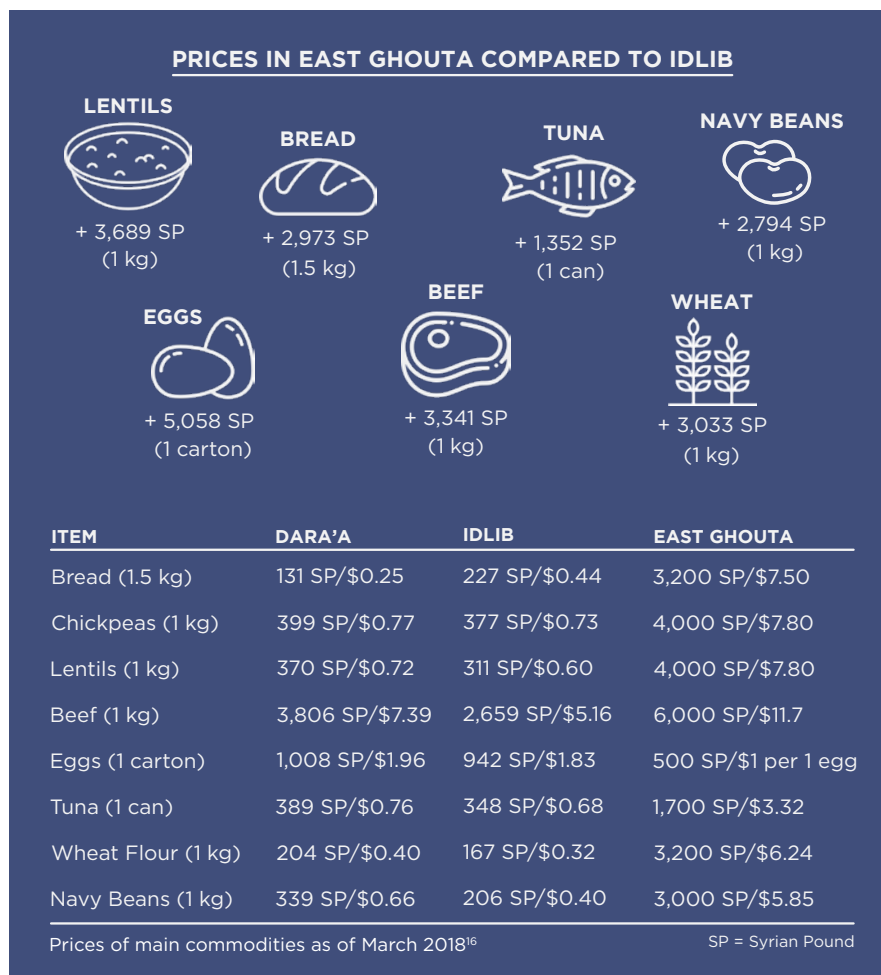 PRICES IN EAST GHOUTA COMPARED TO IDLIB
LENTILS
+ 3,689 SP
(1 kg)
BREAD
+ 2,973 SP
(1.5 kg)
TUNA
+ 1,352 SP
(1 can)
NAVY BEANS
+ 2,794 SP
(1 kg)
EGGS
+ 5,058 SP
(1 carton)
BEEF
+ 3,341 SP
(1 kg)
WHEAT
+ 3,033 SP
(1 kg)
ITEM DARA’A IDLIB EAST GHOUTA
Bread (1.5 kg) 131 SP/$0.25 227 SP/$0.44 3,200 SP/$7.50
Chickpeas (1 kg) 399 SP/$0.77 377 SP/$0.73 4,000 SP/$7.80
Lentils (1 kg) 370 SP/$0.72 311 SP/$0.60 4,000 SP/$7.80
Beef (1 kg) 3,806 SP/$7.39 2,659 SP/$5.16 6,000 SP/$11.7
Eggs (1 carton) 1,008 SP/$1.96 942 SP/$1.83 500 SP/$1 per 1 egg
Tuna (1 can) 389 SP/$0.76 348 SP/$0.68 1,700 SP/$3.32
Wheat Flour (1 kg) 204 SP/$0.40 167 SP/$0.32 3,200 SP/$6.24
Navy Beans (1 kg) 339 SP/$0.66 206 SP/$0.40 3,000 SP/$5.85
Prices of main commodities as of March 2018¹⁶ SP = Syrian Pound